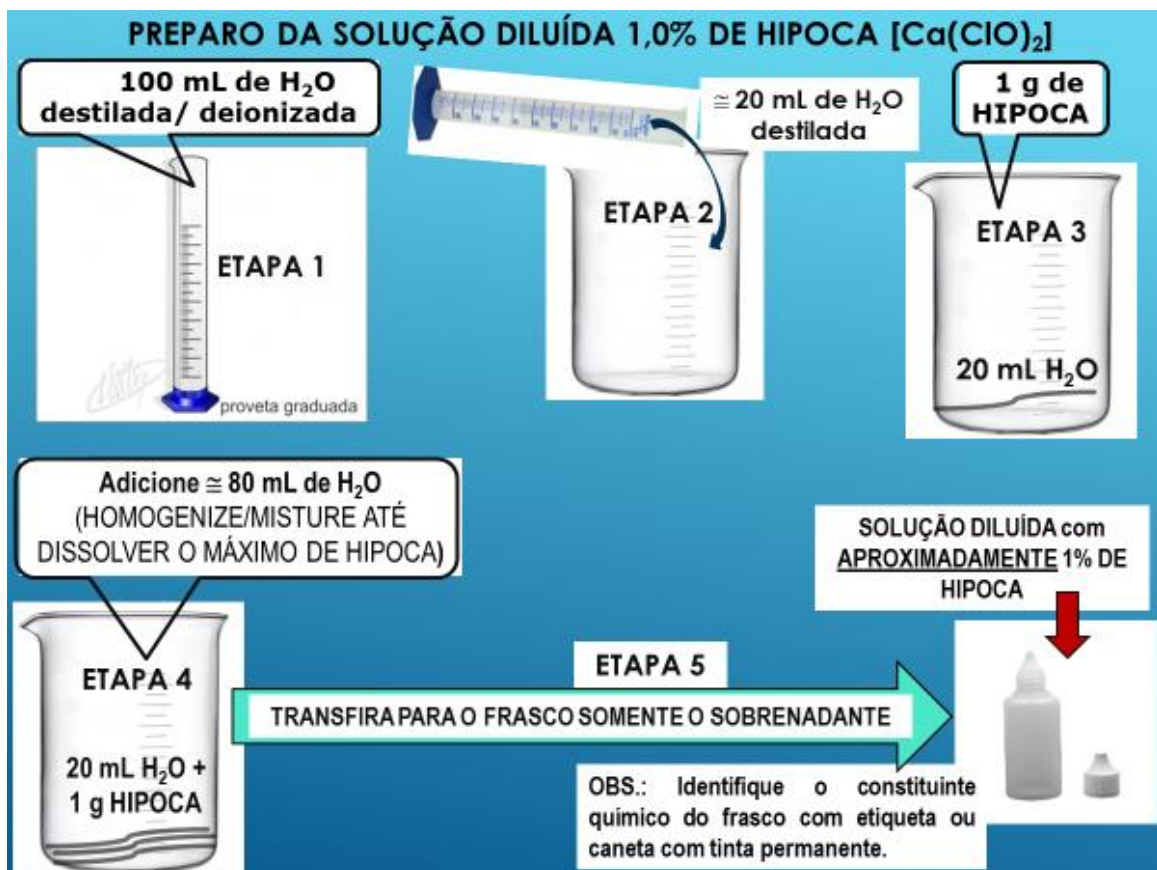 PREPARO DA SOLUÇÃO DILUÍDA 1,0% DE HIPOCA [Ca(ClO)₂]
100 mL de H₂O
destilada/ deionizada
ETAPA 1
proveta graduada
≅ 20 mL de H₂O
destilada
ETAPA 2
1 g de
HIPOCA
ETAPA 3
20 mL H₂O
Adicione ≅ 80 mL de H₂O
(HOMOGENIZE/MISTURE ATÉ
DISSOLVER O MÁXIMO DE HIPOCA)
ETAPA 4
20 mL H₂O +
1 g HIPOCA
ETAPA 5
TRANSFIRA PARA O FRASCO SOMENTE O SOBRENADANTE
SOLUÇÃO DILUÍDA com
APROXIMADAMENTE 1% DE
HIPOCA
OBS.: Identifique o constituinte
químico do frasco com etiqueta ou
caneta com tinta permanente.